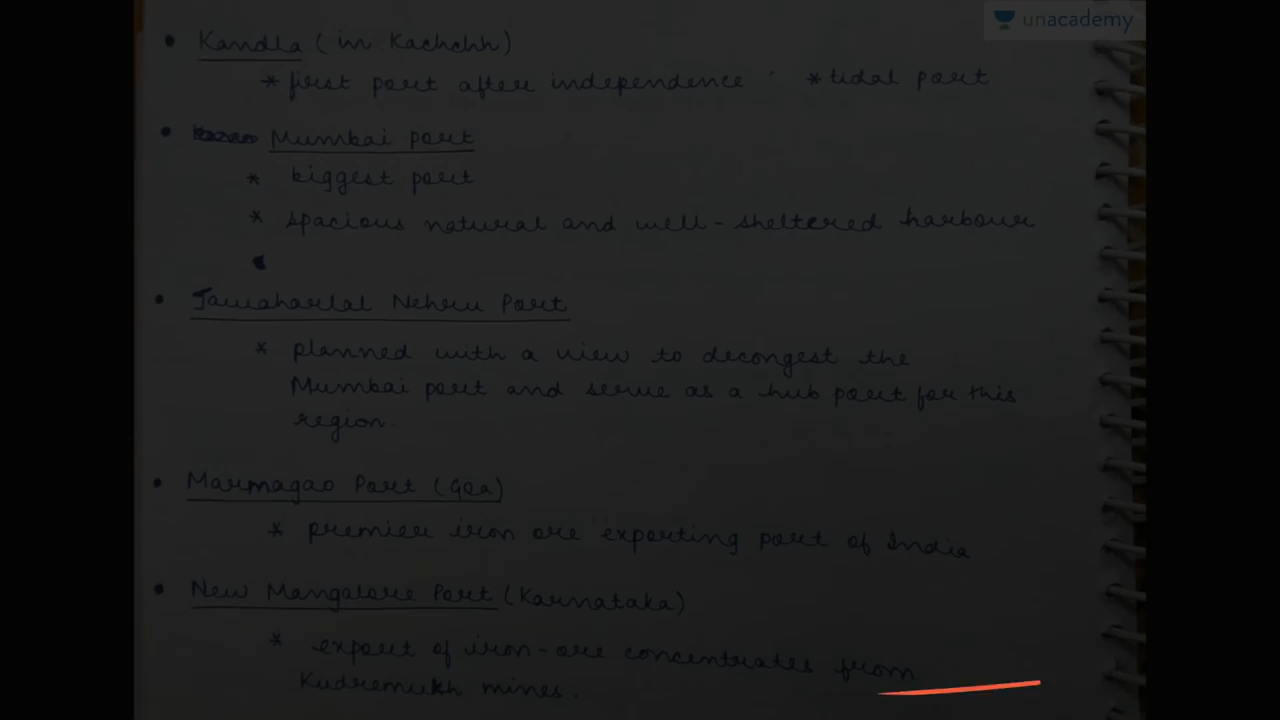 unacademy
• Kandla (in Kachchh)
* first port after independence * tidal port
• Mumbai port
* biggest port
* spacious natural and well-sheltered harbour
• Jawaharlal Nehru Port
* planned with a view to decongest the
Mumbai port and serve as a hub port for this
region.
• Marmagao Port (Goa)
* premier iron ore exporting port of India
• New Mangalore Port (Karnataka)
* export of iron-ore concentrates from
Kudremukh mines.